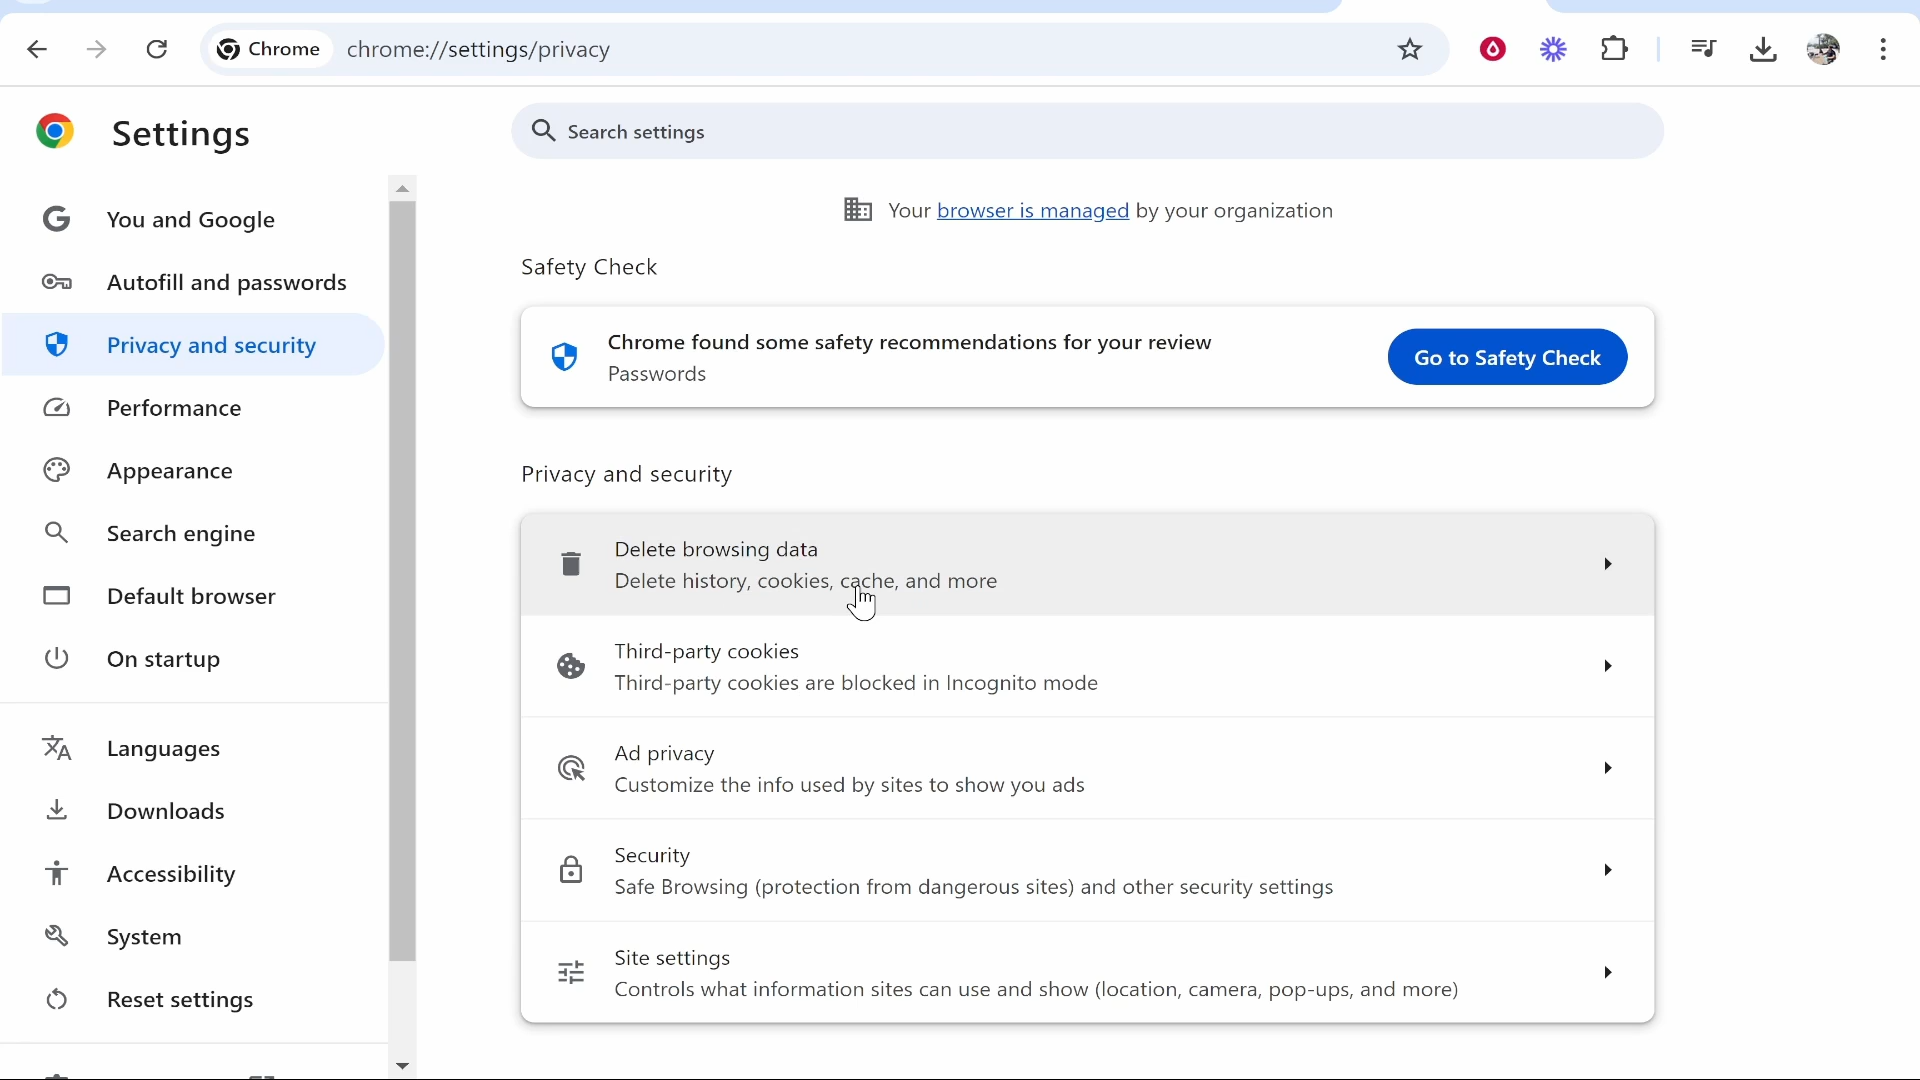 Chrome
chrome://settings/privacy
Settings
Search settings
You and Google
Autofill and passwords
Privacy and security
Performance
Appearance
Search engine
Default browser
On startup
Languages
Downloads
Accessibility
System
Reset settings
Your browser is managed by your organization
Safety Check
Chrome found some safety recommendations for your review
Passwords
Go to Safety Check
Privacy and security
Delete browsing data
Delete history, cookies, cache, and more
Third-party cookies
Third-party cookies are blocked in Incognito mode
Ad privacy
Customize the info used by sites to show you ads
Security
Safe Browsing (protection from dangerous sites) and other security settings
Site settings
Controls what information sites can use and show (location, camera, pop-ups, and more)